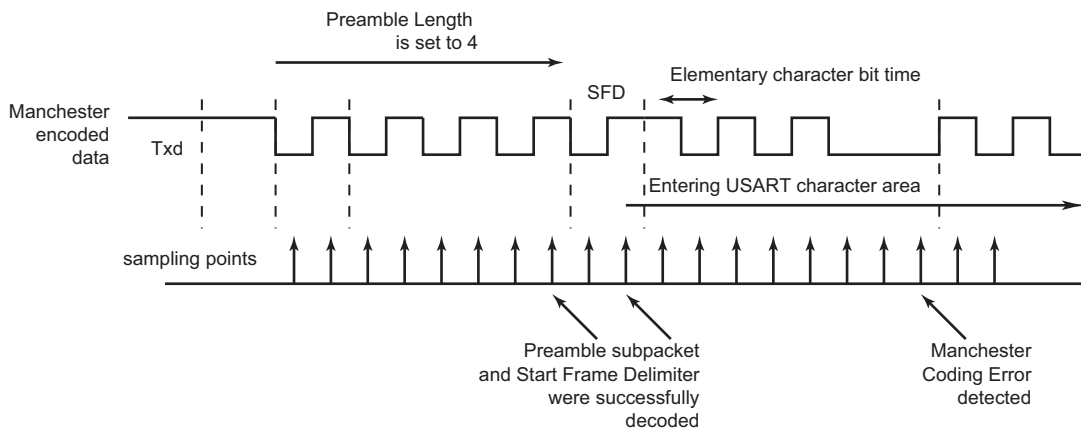 Preamble Length
is set to 4
Manchester
encoded
data
Txd
SFD
Elementary character bit time
Entering USART character area
sampling points
Preamble subpacket
and Start Frame Delimiter
were successfully
decoded
Manchester
Coding Error
detected